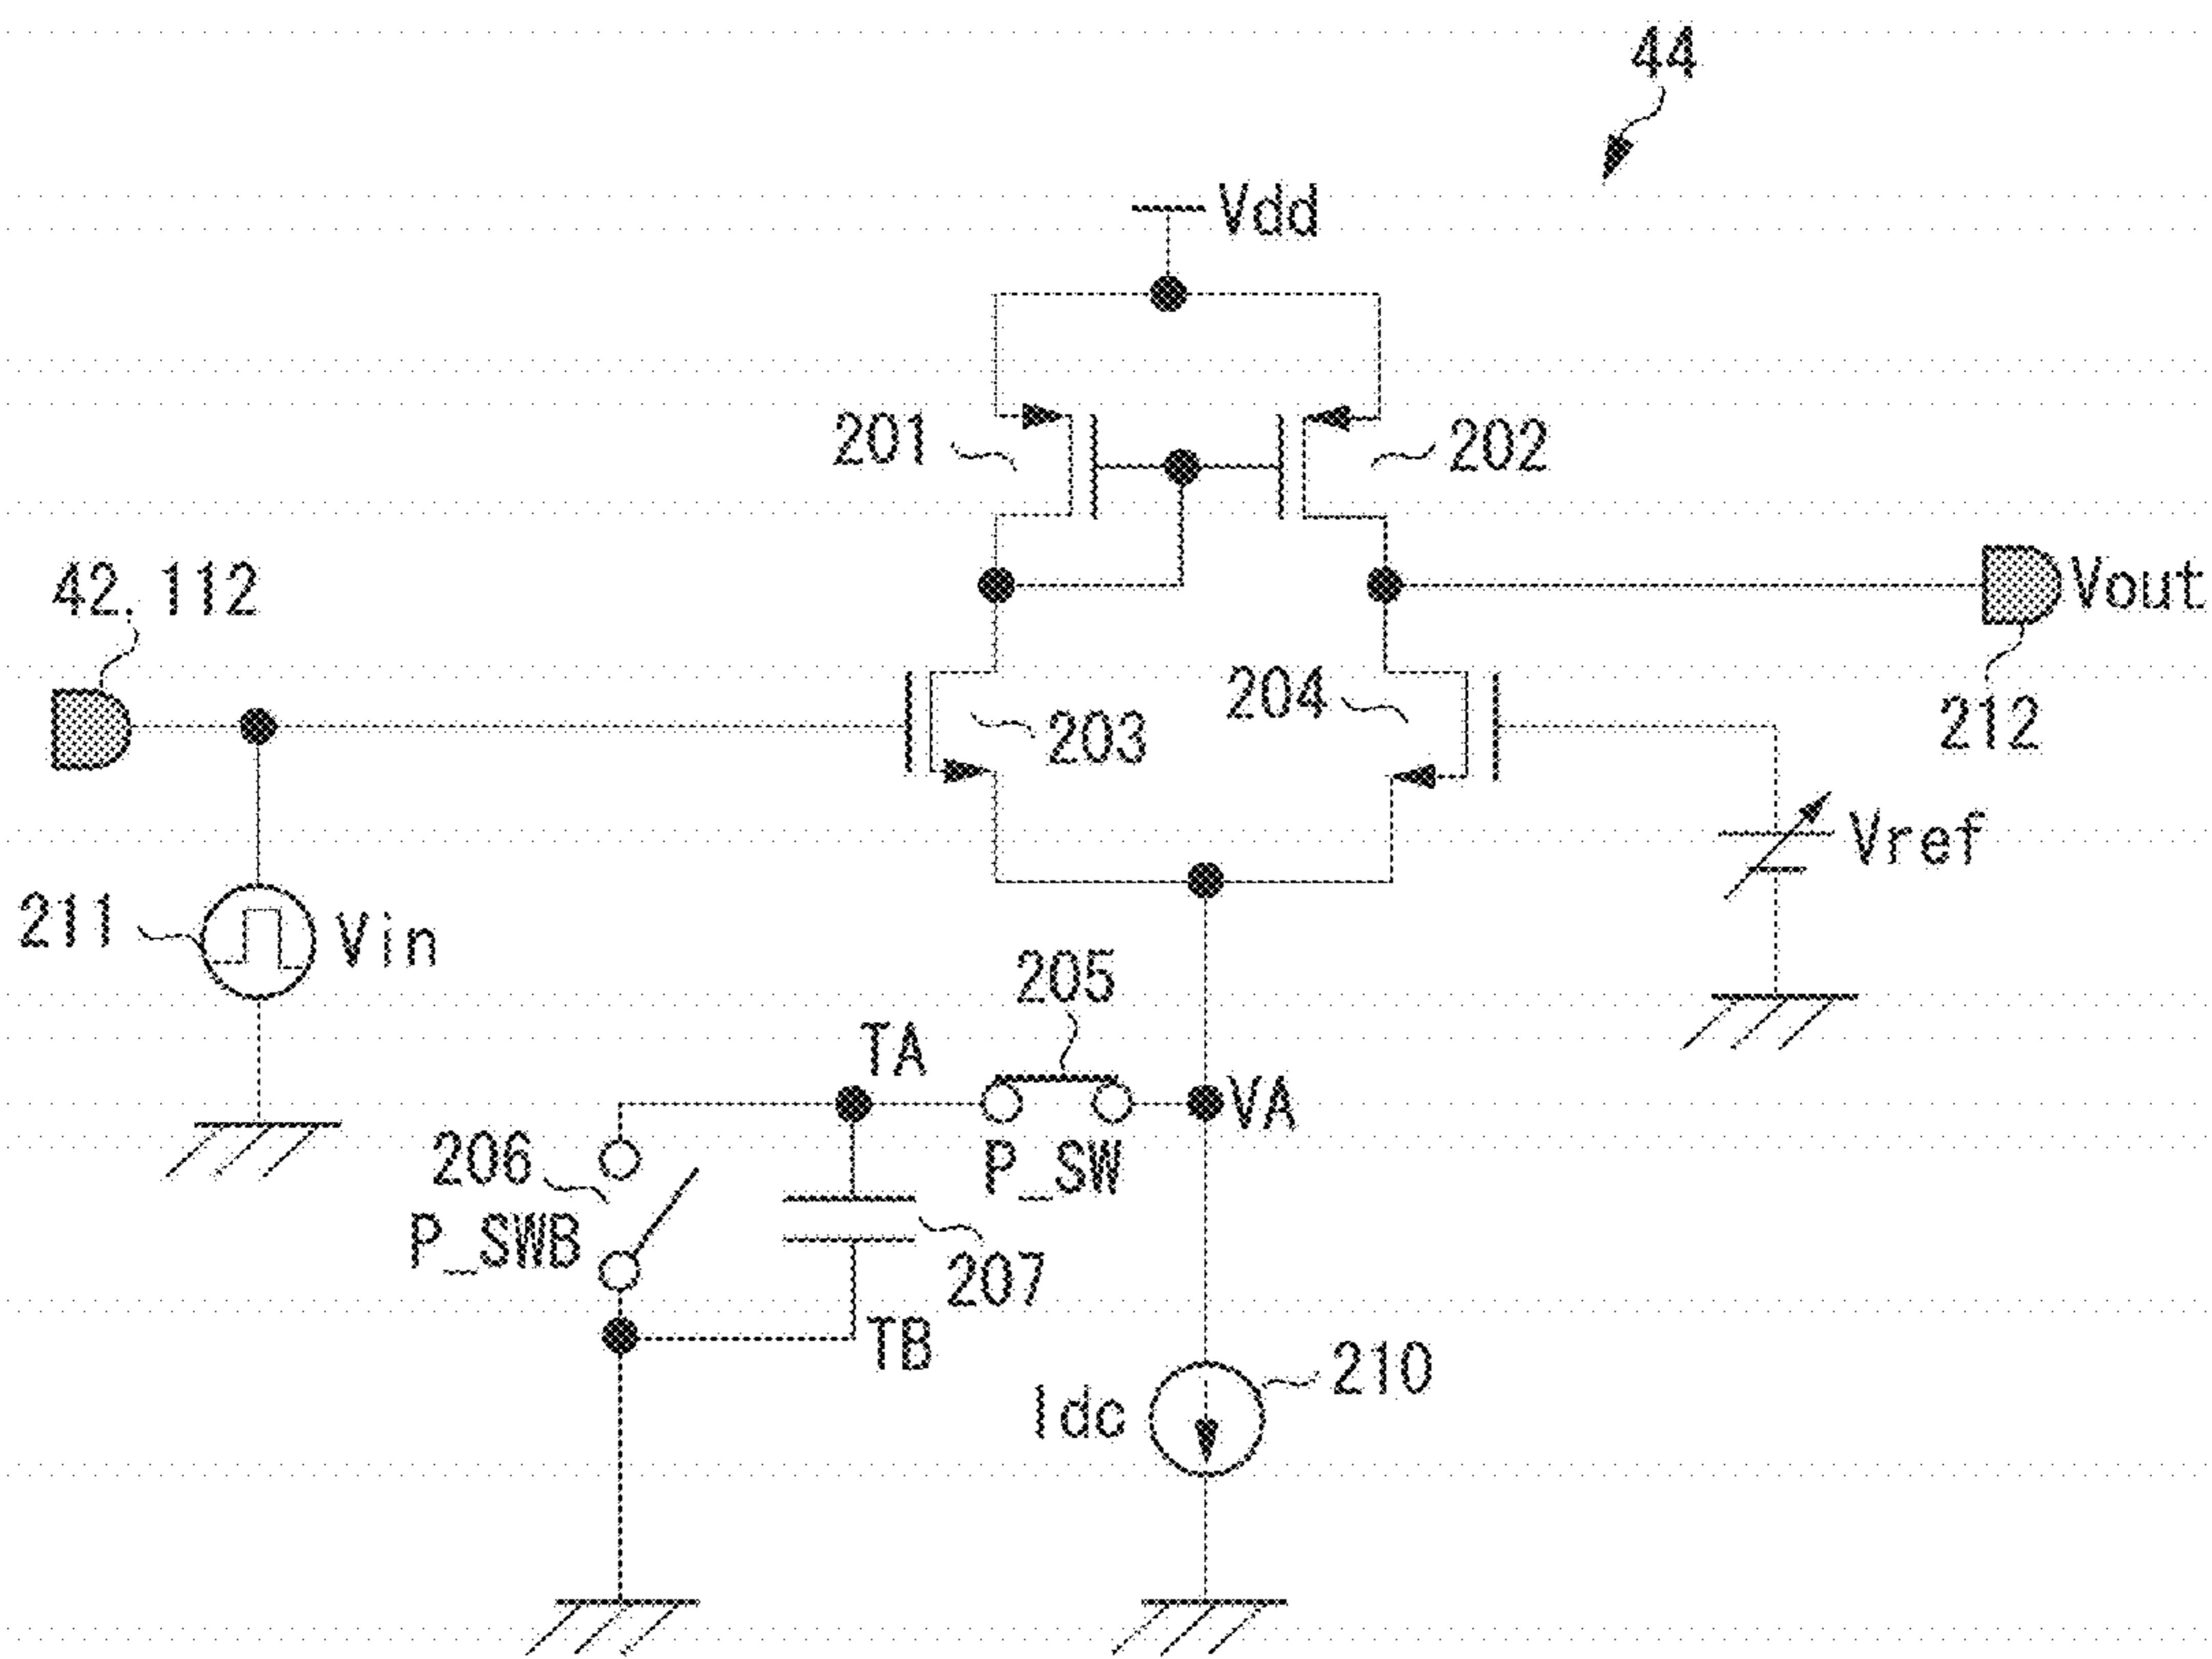 44
Vdd
201
202
42, 112
Vout
203
204
212
211
Vin
Vref
205
TA
VA
206
P_SW
P_SWB
207
TB
210
Idc